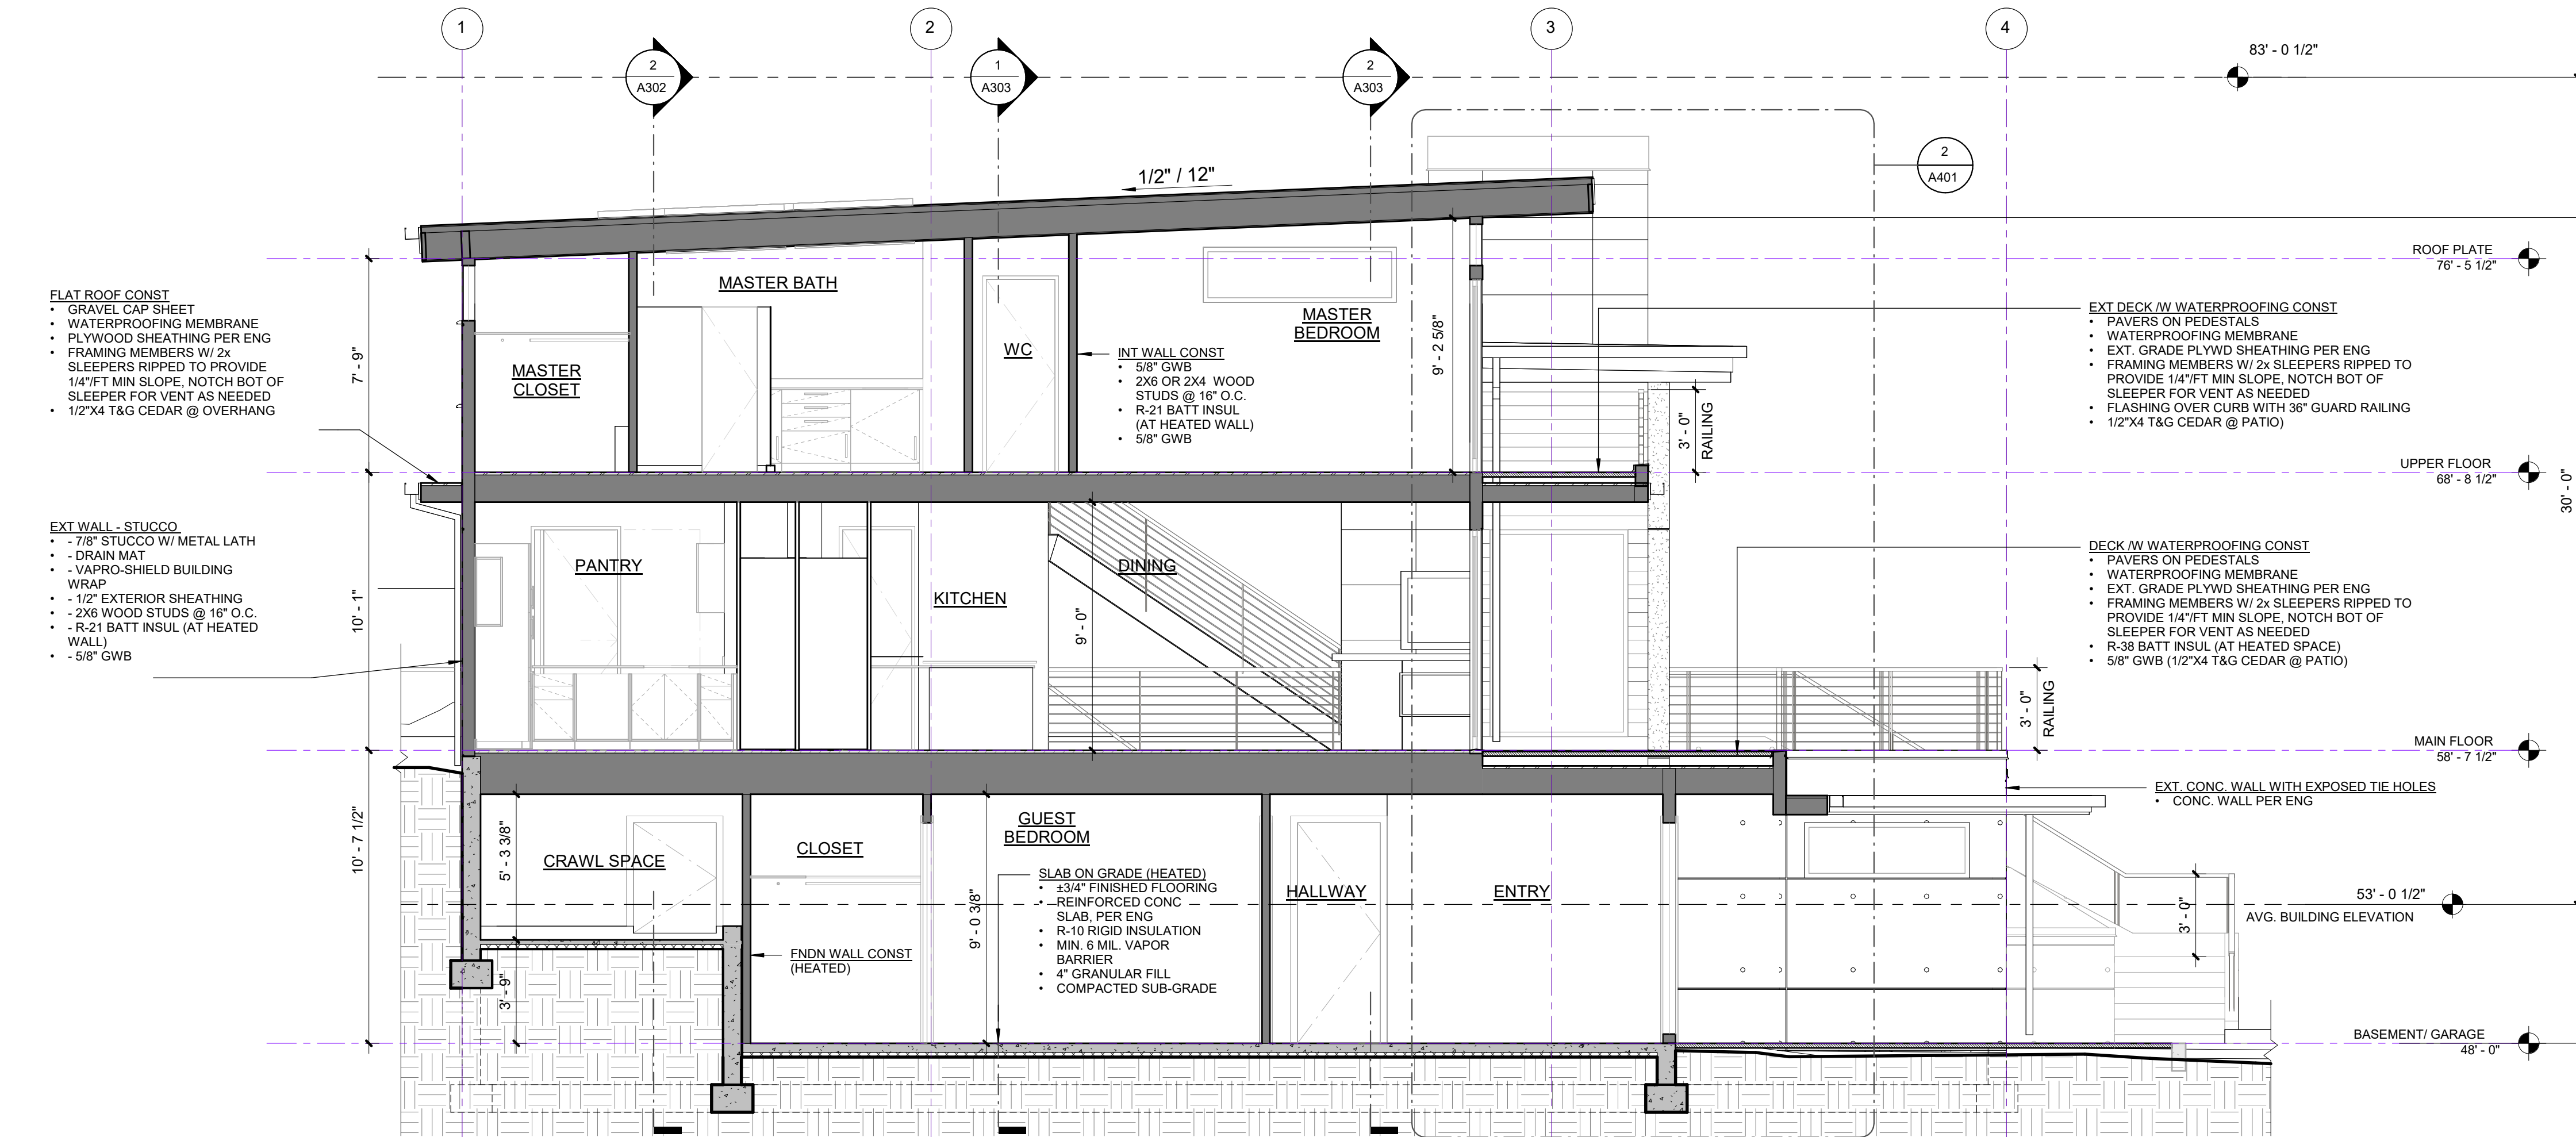 1
2
3
4
83' - 0 1/2"
2
A302
1
A303
2
A303
2
A401
1/2" / 12"
ROOF PLATE
76' - 5 1/2"
MASTER BATH
MASTER
BEDROOM
WC
MASTER
CLOSET
7' - 9"
9' - 2 5/8"
FLAT ROOF CONST
• GRAVEL CAP SHEET
• WATERPROOFING MEMBRANE
• PLYWOOD SHEATHING PER ENG
• FRAMING MEMBERS W/ 2x
SLEEPERS RIPPED TO PROVIDE
1/4"/FT MIN SLOPE, NOTCH BOT OF
SLEEPER FOR VENT AS NEEDED
• 1/2"X4 T&G CEDAR @ OVERHANG
INT WALL CONST
• 5/8" GWB
• 2X6 OR 2X4 WOOD
STUDS @ 16" O.C.
• R-21 BATT INSUL
(AT HEATED WALL)
• 5/8" GWB
EXT DECK /W WATERPROOFING CONST
• PAVERS ON PEDESTALS
• WATERPROOFING MEMBRANE
• EXT. GRADE PLYWD SHEATHING PER ENG
• FRAMING MEMBERS W/ 2x SLEEPERS RIPPED TO
PROVIDE 1/4"/FT MIN SLOPE, NOTCH BOT OF
SLEEPER FOR VENT AS NEEDED
• FLASHING OVER CURB WITH 36" GUARD RAILING
• 1/2"X4 T&G CEDAR @ PATIO)
3' - 0"
RAILING
UPPER FLOOR
68' - 8 1/2"
30' - 0"
EXT WALL - STUCCO
• - 7/8" STUCCO W/ METAL LATH
• - DRAIN MAT
• - VAPRO-SHIELD BUILDING
WRAP
• - 1/2" EXTERIOR SHEATHING
• - 2X6 WOOD STUDS @ 16" O.C.
• - R-21 BATT INSUL (AT HEATED
WALL)
• - 5/8" GWB
10' - 1"
PANTRY
KITCHEN
DINING
9' - 0"
DECK /W WATERPROOFING CONST
• PAVERS ON PEDESTALS
• WATERPROOFING MEMBRANE
• EXT. GRADE PLYWD SHEATHING PER ENG
• FRAMING MEMBERS W/ 2x SLEEPERS RIPPED TO
PROVIDE 1/4"/FT MIN SLOPE, NOTCH BOT OF
SLEEPER FOR VENT AS NEEDED
• R-38 BATT INSUL (AT HEATED SPACE)
• 5/8" GWB (1/2"X4 T&G CEDAR @ PATIO)
3' - 0"
RAILING
MAIN FLOOR
58' - 7 1/2"
EXT. CONC. WALL WITH EXPOSED TIE HOLES
• CONC. WALL PER ENG
10' - 7 1/2"
5' - 3 3/8"
CRAWL SPACE
CLOSET
GUEST
BEDROOM
HALLWAY
ENTRY
9' - 0 3/8"
SLAB ON GRADE (HEATED)
• ±3/4" FINISHED FLOORING
• REINFORCED CONC
SLAB, PER ENG
• R-10 RIGID INSULATION
• MIN. 6 MIL. VAPOR
BARRIER
• 4" GRANULAR FILL
• COMPACTED SUB-GRADE
FNDN WALL CONST
(HEATED)
3' - 9"
3' - 0"
53' - 0 1/2"
AVG. BUILDING ELEVATION
BASEMENT/ GARAGE
48' - 0"